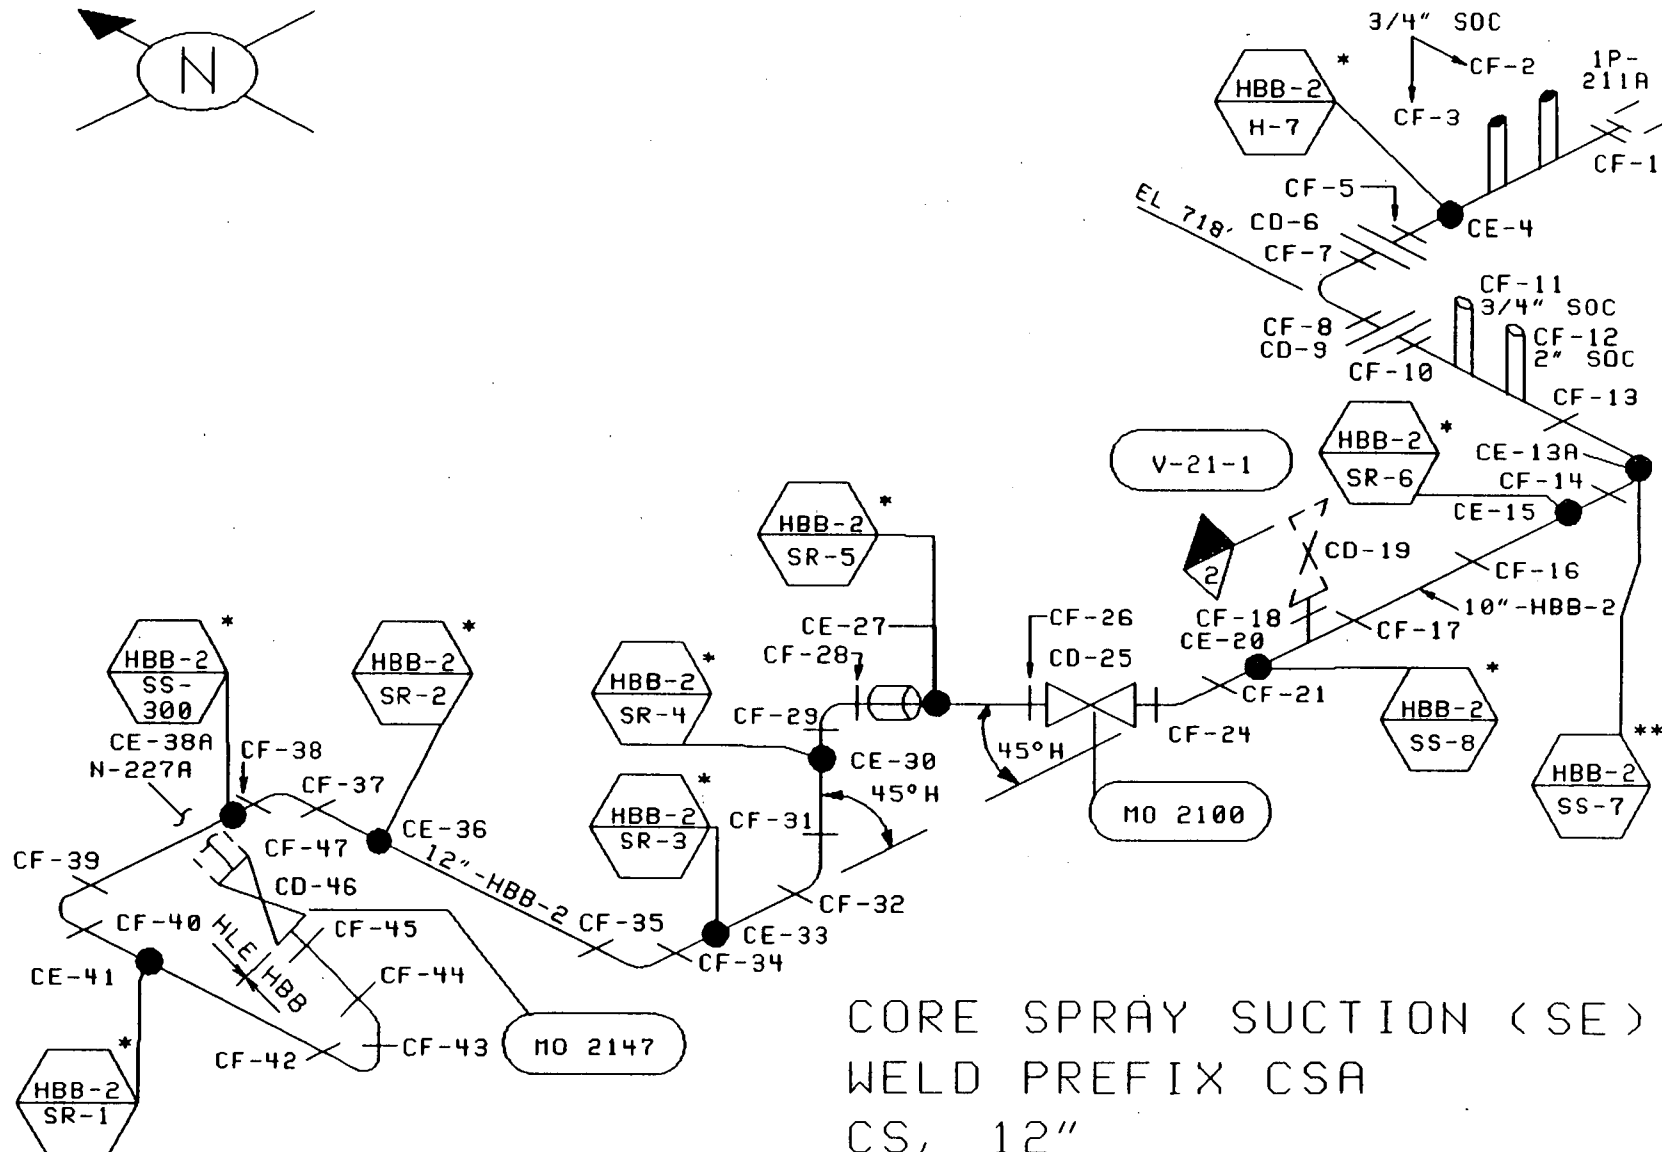 N
3/4" SOC
CF-2
CF-3
1P-
211A
CF-1
HBB-2
H-7
*
CF-5
CE-4
EL 718'
CD-6
CF-7
CF-8
CD-9
CF-10
CF-11
3/4" SOC
CF-12
2" SOC
CF-13
CE-13A
CF-14
CE-15
HBB-2
SR-6
*
V-21-1
2
CD-19
CF-16
10"-HBB-2
CF-17
CF-18
CE-20
CF-21
HBB-2
SS-8
*
HBB-2
SS-7
**
HBB-2
SR-5
*
CE-27
CF-28
CF-26
CD-25
CF-24
45°H
MO 2100
HBB-2
SR-4
*
CF-29
CE-30
45°H
CF-31
HBB-2
SR-3
*
CF-32
CE-33
CF-34
CF-35
12"-HBB-2
CE-36
HBB-2
SR-2
*
HBB-2
SS-
300
*
CE-38A
N-227A
CF-38
CF-37
CF-39
CF-47
CD-46
CF-40
CF-45
HLE
HBB
CF-44
CE-41
CF-42
CF-43
MO 2147
HBB-2
SR-1
*
CORE SPRAY SUCTION (SE)
WELD PREFIX CSA
CS, 12"